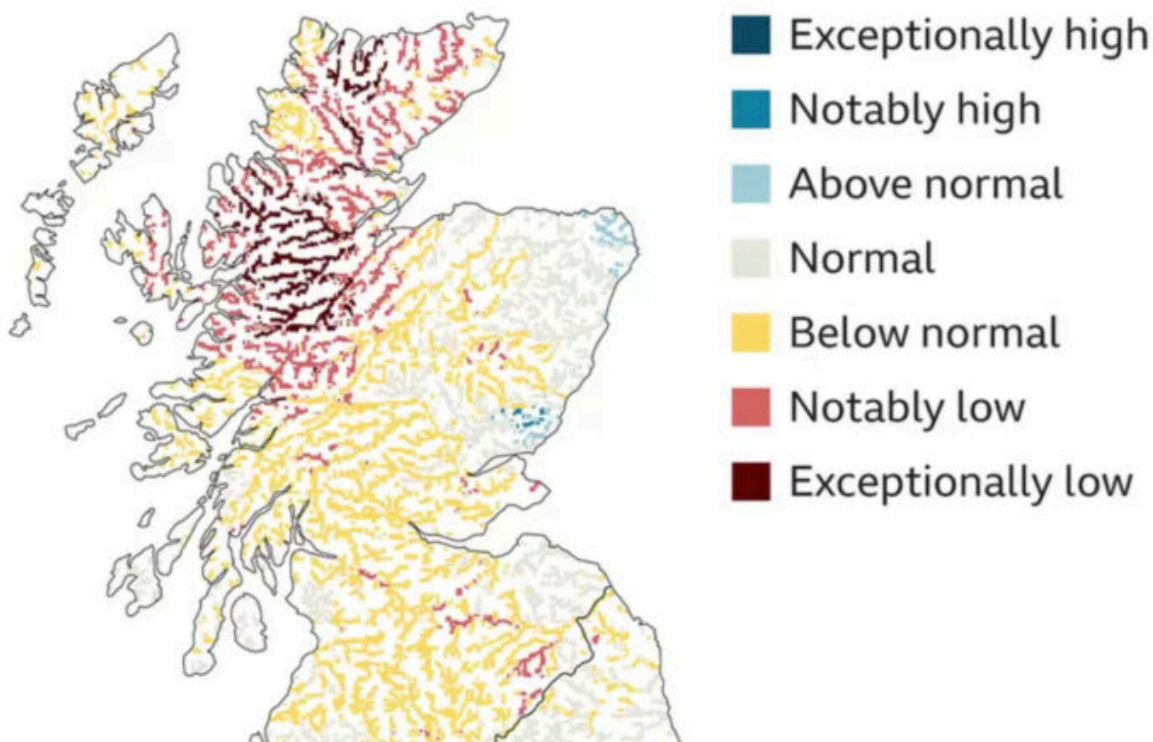 Exceptionally high
Notably high
Above normal
Normal
Below normal
Notably low
Exceptionally low